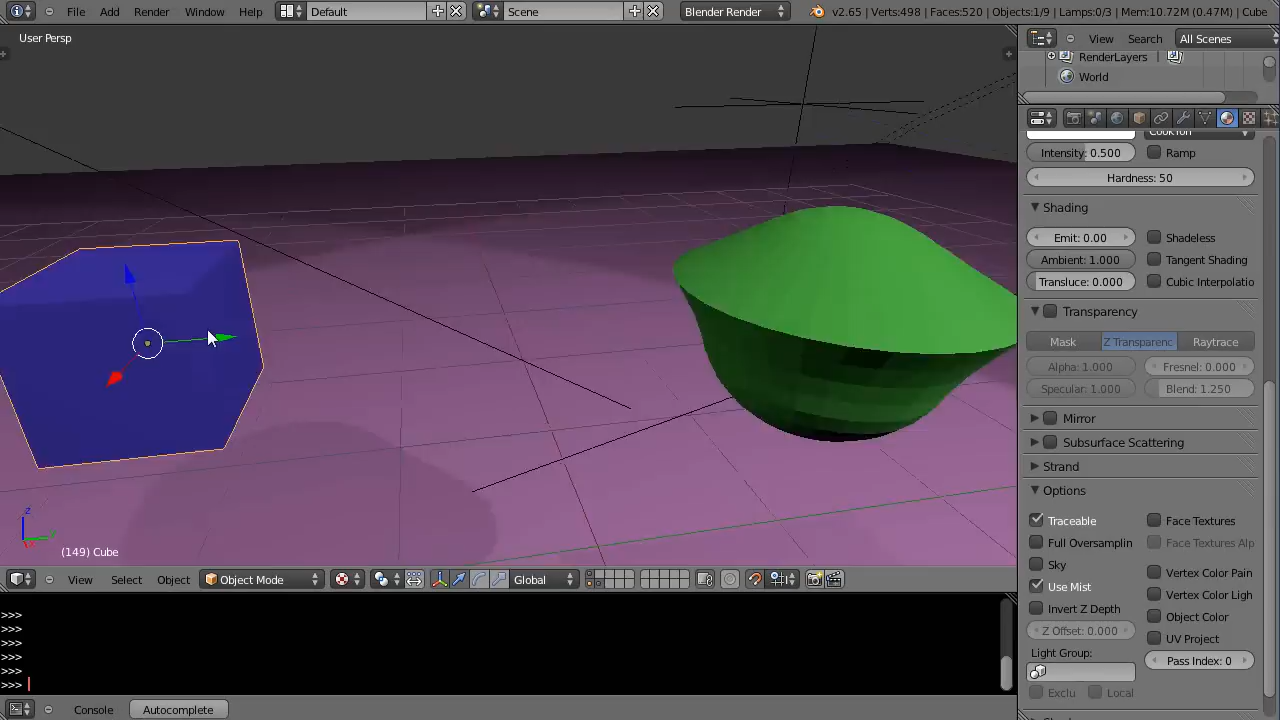 File Add Render Window Help Default Scene Blender Render v2.65 | Verts:498 | Faces:520 | Objects:1/9 | Lamps:0/3 | Mem:10.72M (0.47M) | Cube
User Persp
View Search All Scenes
RenderLayers |
World
CookTorr
Intensity: 0.500 Ramp
Hardness: 50
Shading
Emit: 0.00 Shadeless
Ambient: 1.000 Tangent Shading
Transluce: 0.000 Cubic Interpolatio
Transparency
Mask Z Transparenc Raytrace
Alpha: 1.000 Fresnel: 0.000
Specular: 1.000 Blend: 1.250
Mirror
Subsurface Scattering
Strand
Options
Traceable Face Textures
Full Oversamplin Face Textures Alp
Sky Vertex Color Pain
Use Mist Vertex Color Ligh
Invert Z Depth Object Color
Z Offset: 0.000 UV Project
Light Group: Pass Index: 0
Exclu Local
z
(149) Cube
View Select Object Object Mode Global
>>>
>>>
>>>
>>>
>>>
>>>
Console Autocomplete